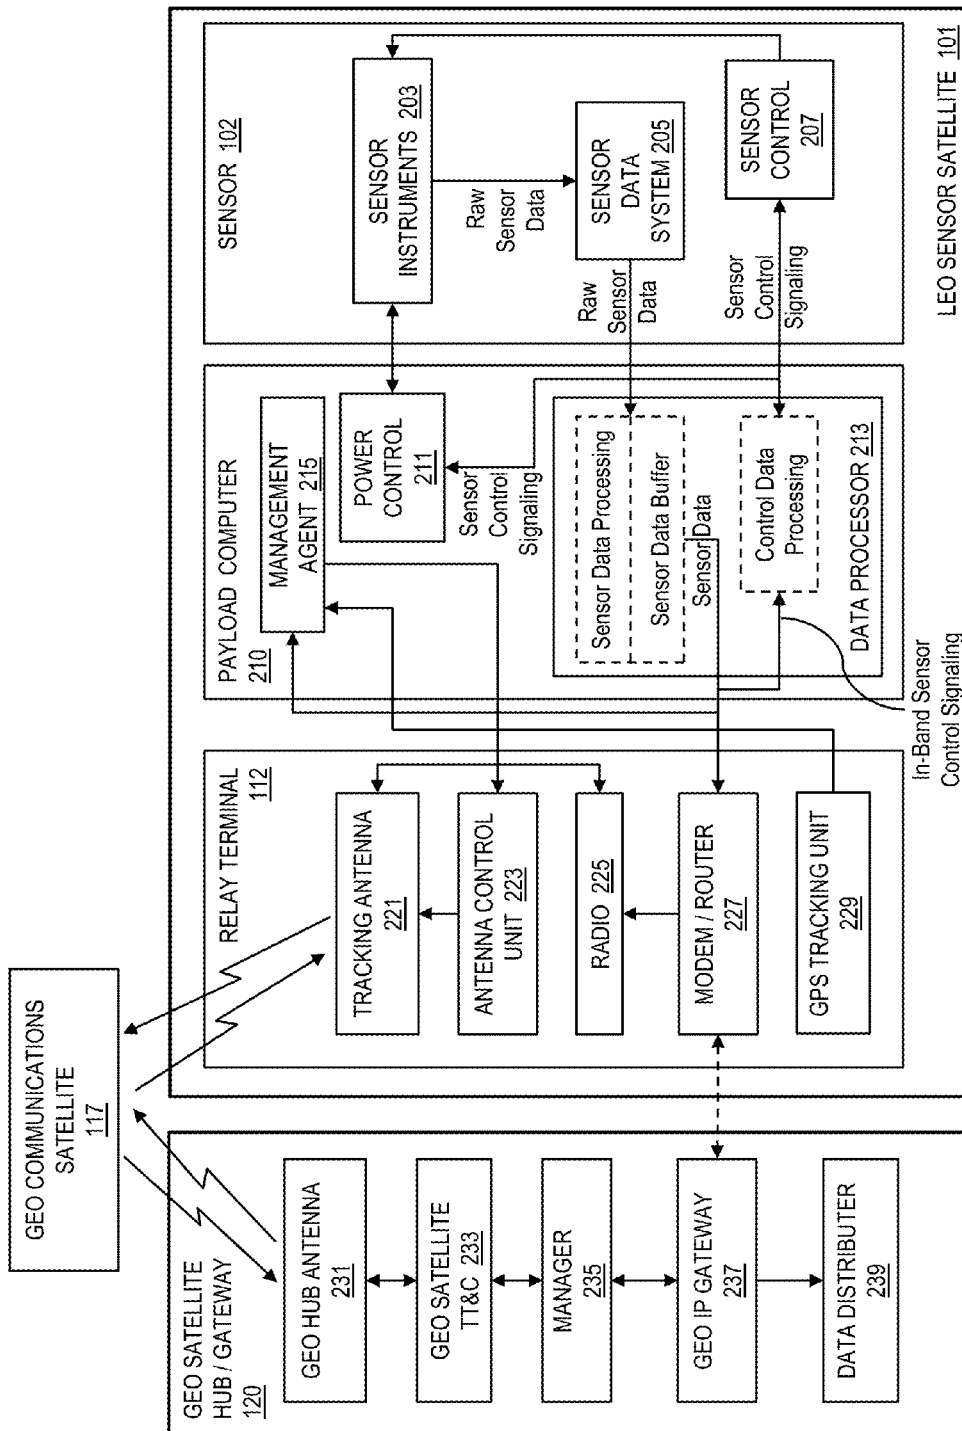 GEO COMMUNICATIONS
SATELLITE
117
GEO SATELLITE
HUB / GATEWAY
120
GEO HUB ANTENNA
231
GEO SATELLITE
TT&C 233
MANAGER
235
GEO IP GATEWAY
237
DATA DISTRIBUTER
239
RELAY TERMINAL
112
TRACKING ANTENNA
221
ANTENNA CONTROL
UNIT 223
RADIO 225
MODEM / ROUTER
227
GPS TRACKING UNIT
229
PAYLOAD COMPUTER
210
MANAGEMENT
AGENT 215
POWER
CONTROL
211
Sensor
Control
Signaling
Sensor Data Processing
Sensor Data Buffer
Sensor Data
Control Data
Processing
DATA PROCESSOR 213
In-Band Sensor
Control Signaling
SENSOR 102
SENSOR
INSTRUMENTS 203
Raw
Sensor
Data
SENSOR
DATA
SYSTEM 205
Raw
Sensor
Data
SENSOR
CONTROL
207
Sensor
Control
Signaling
LEO SENSOR SATELLITE 101